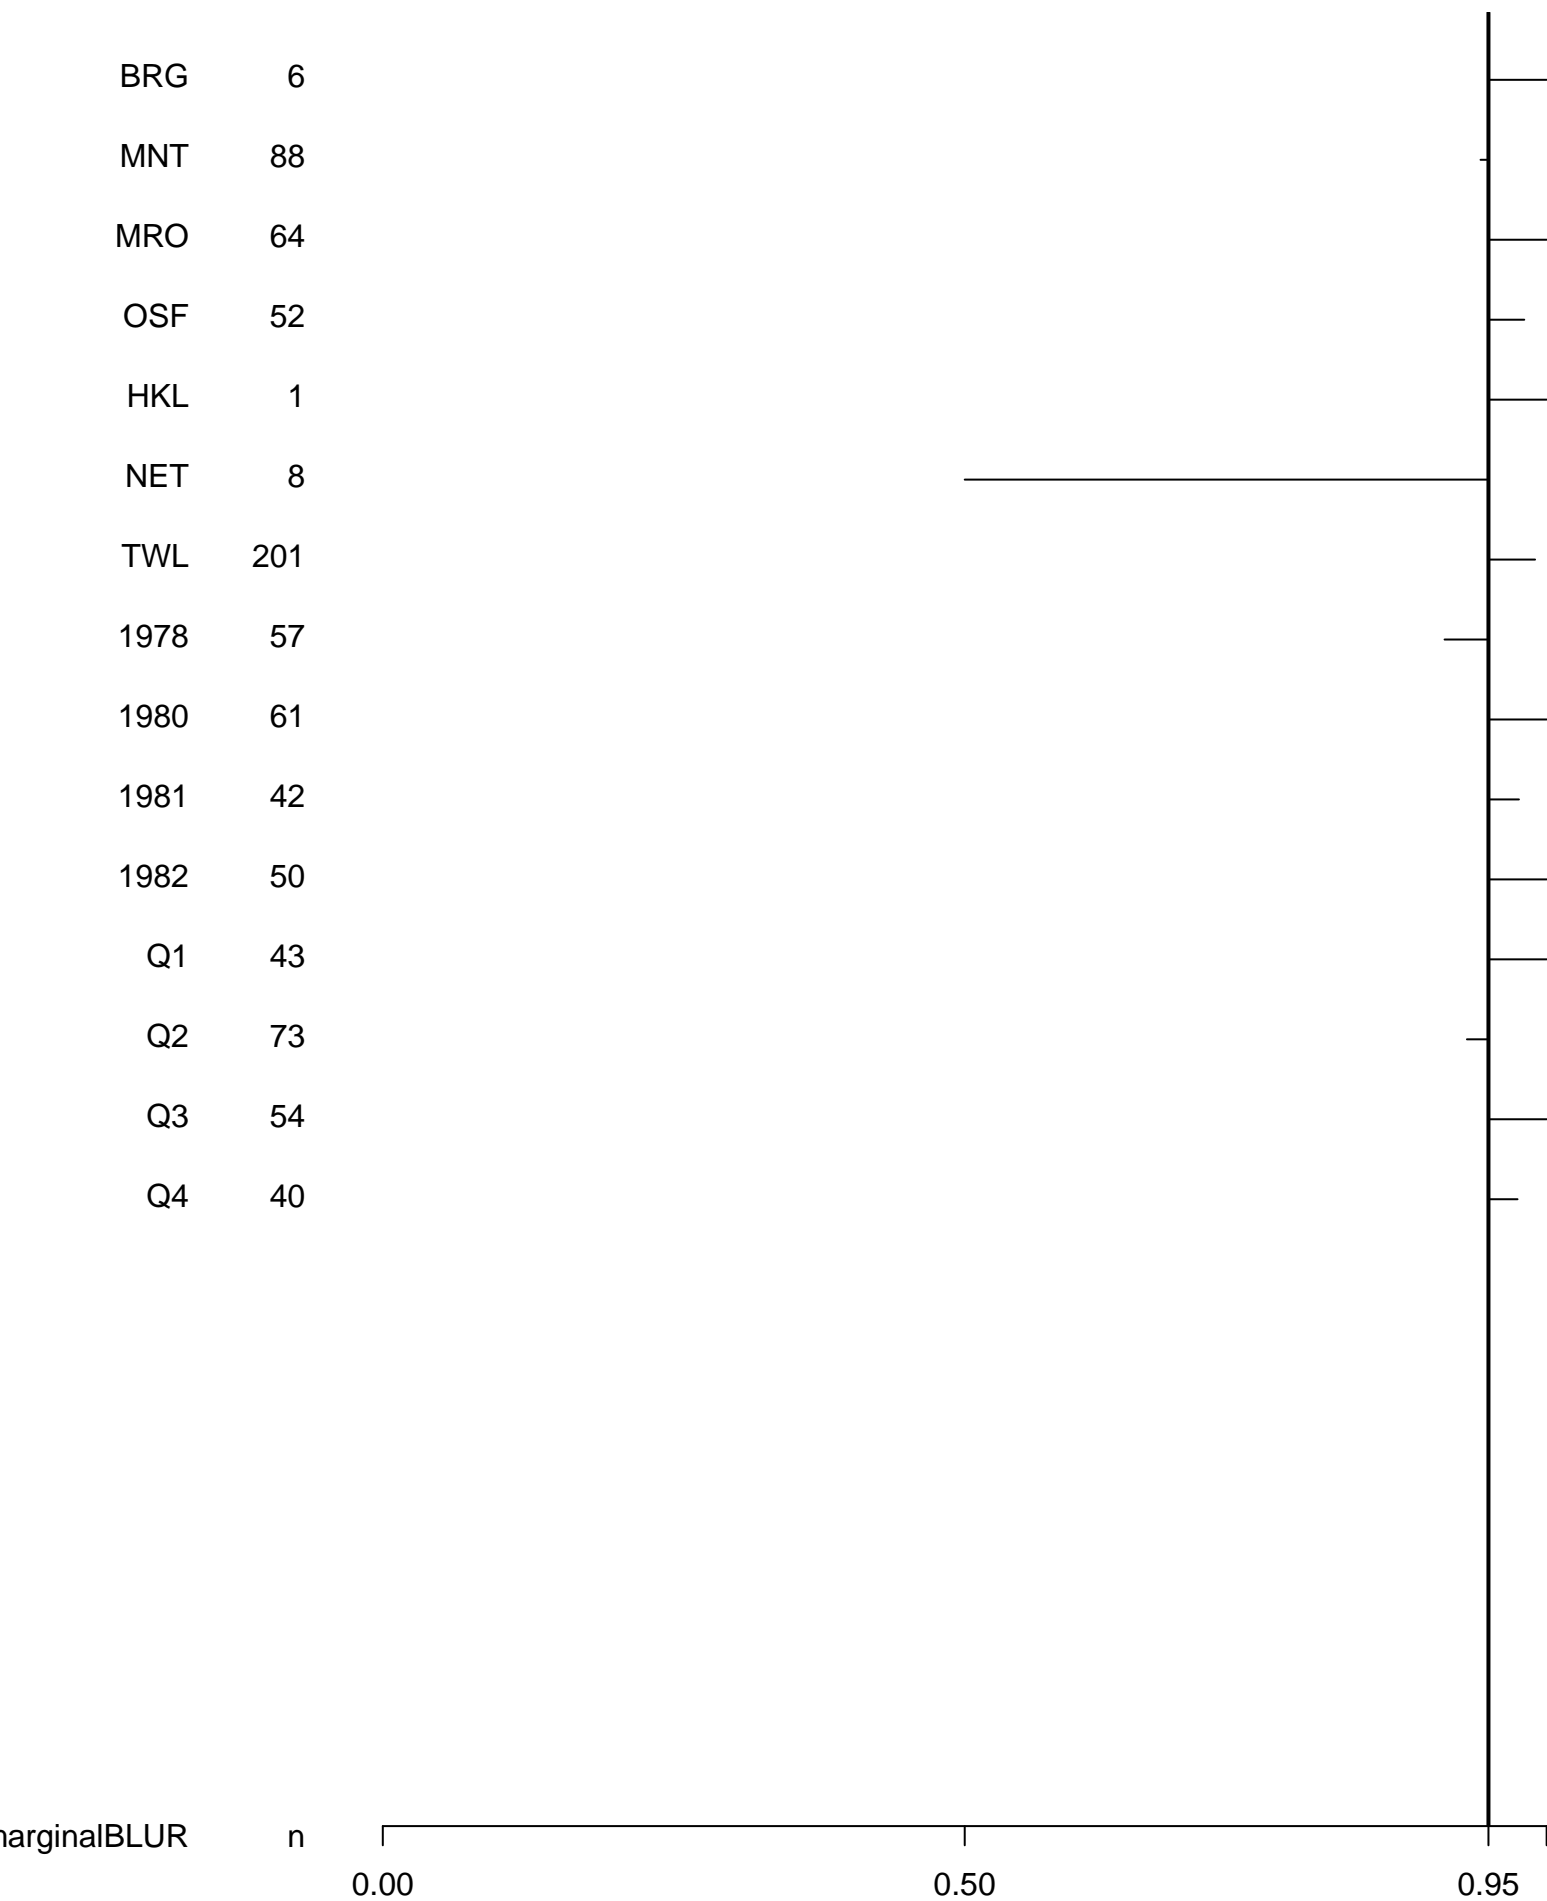 BRG 6
MNT 88
MRO 64
OSF 52
HKL 1
NET 8
TWL 201
1978 57
1980 61
1981 42
1982 50
Q1 43
Q2 73
Q3 54
Q4 40
arginalBLUR n
0.00 0.50 0.95